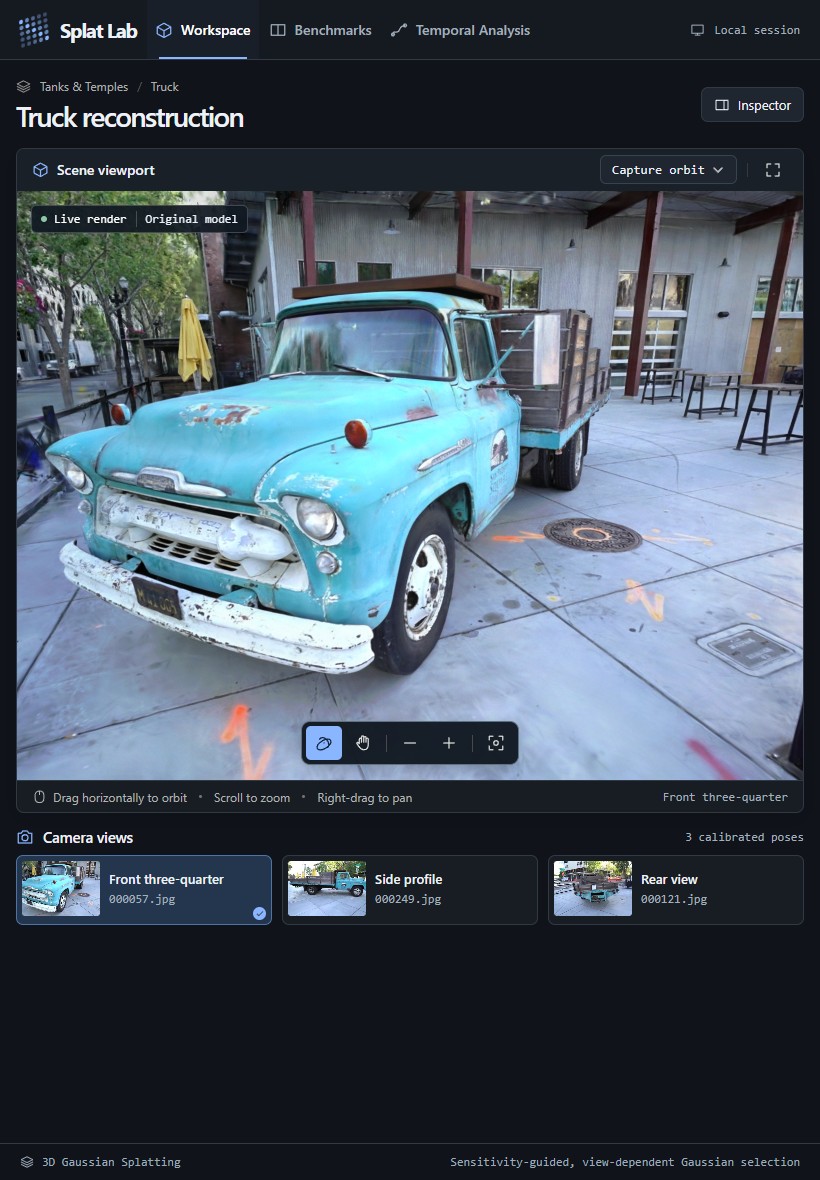 Splat Lab
Workspace
Benchmarks
Temporal Analysis
Local session
Tanks & Temples / Truck
Truck reconstruction
Inspector
Scene viewport
Capture orbit
Live render
Original model
Drag horizontally to orbit • Scroll to zoom • Right-drag to pan
Front three-quarter
Camera views
3 calibrated poses
Front three-quarter
000057.jpg
Side profile
000249.jpg
Rear view
000121.jpg
3D Gaussian Splatting
Sensitivity-guided, view-dependent Gaussian selection